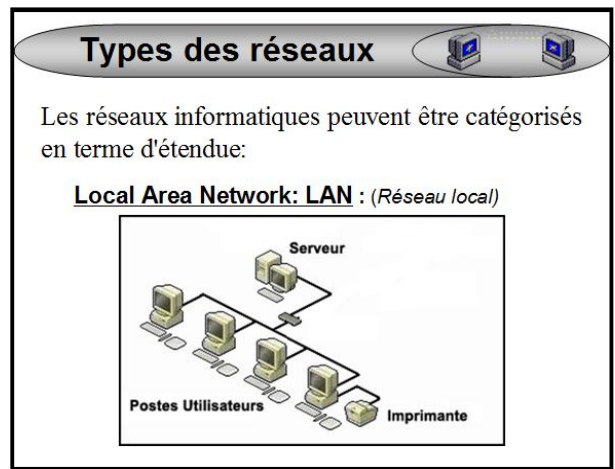 Types des réseaux
Les réseaux informatiques peuvent être catégorisés
en terme d'étendue:
Local Area Network: LAN : (Réseau local)
Serveur
Postes Utilisateurs
Imprimante